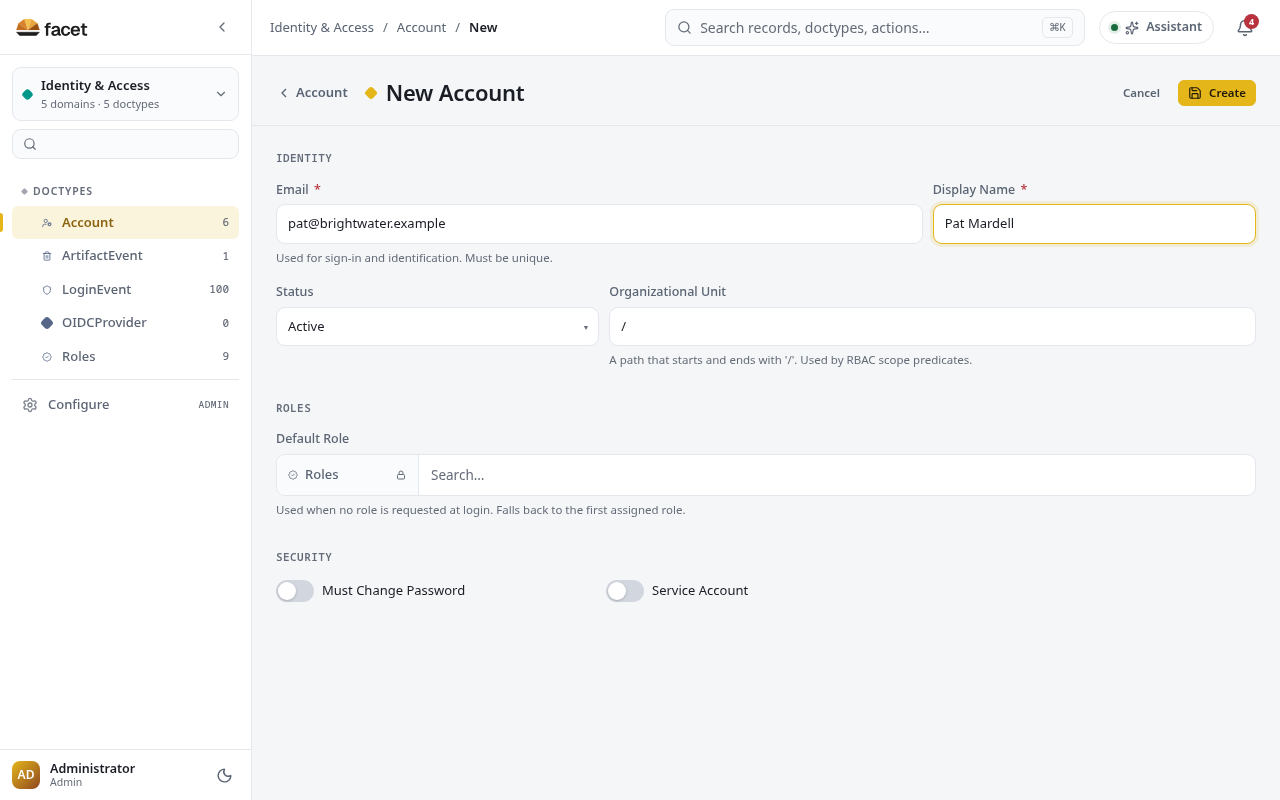 facet
Identity & Access / Account / New
Search records, doctypes, actions...
⌘K
Assistant
4
Identity & Access
5 domains · 5 doctypes
DOCTYPES
Account 6
ArtifactEvent 1
LoginEvent 100
OIDCProvider 0
Roles 9
Configure ADMIN
AD
Administrator
Admin
Account
New Account
Cancel
Create
IDENTITY
Email *
Display Name *
pat@brightwater.example
Pat Mardell
Used for sign-in and identification. Must be unique.
Status
Organizational Unit
Active
/
A path that starts and ends with '/'. Used by RBAC scope predicates.
ROLES
Default Role
Roles
Search...
Used when no role is requested at login. Falls back to the first assigned role.
SECURITY
Must Change Password
Service Account